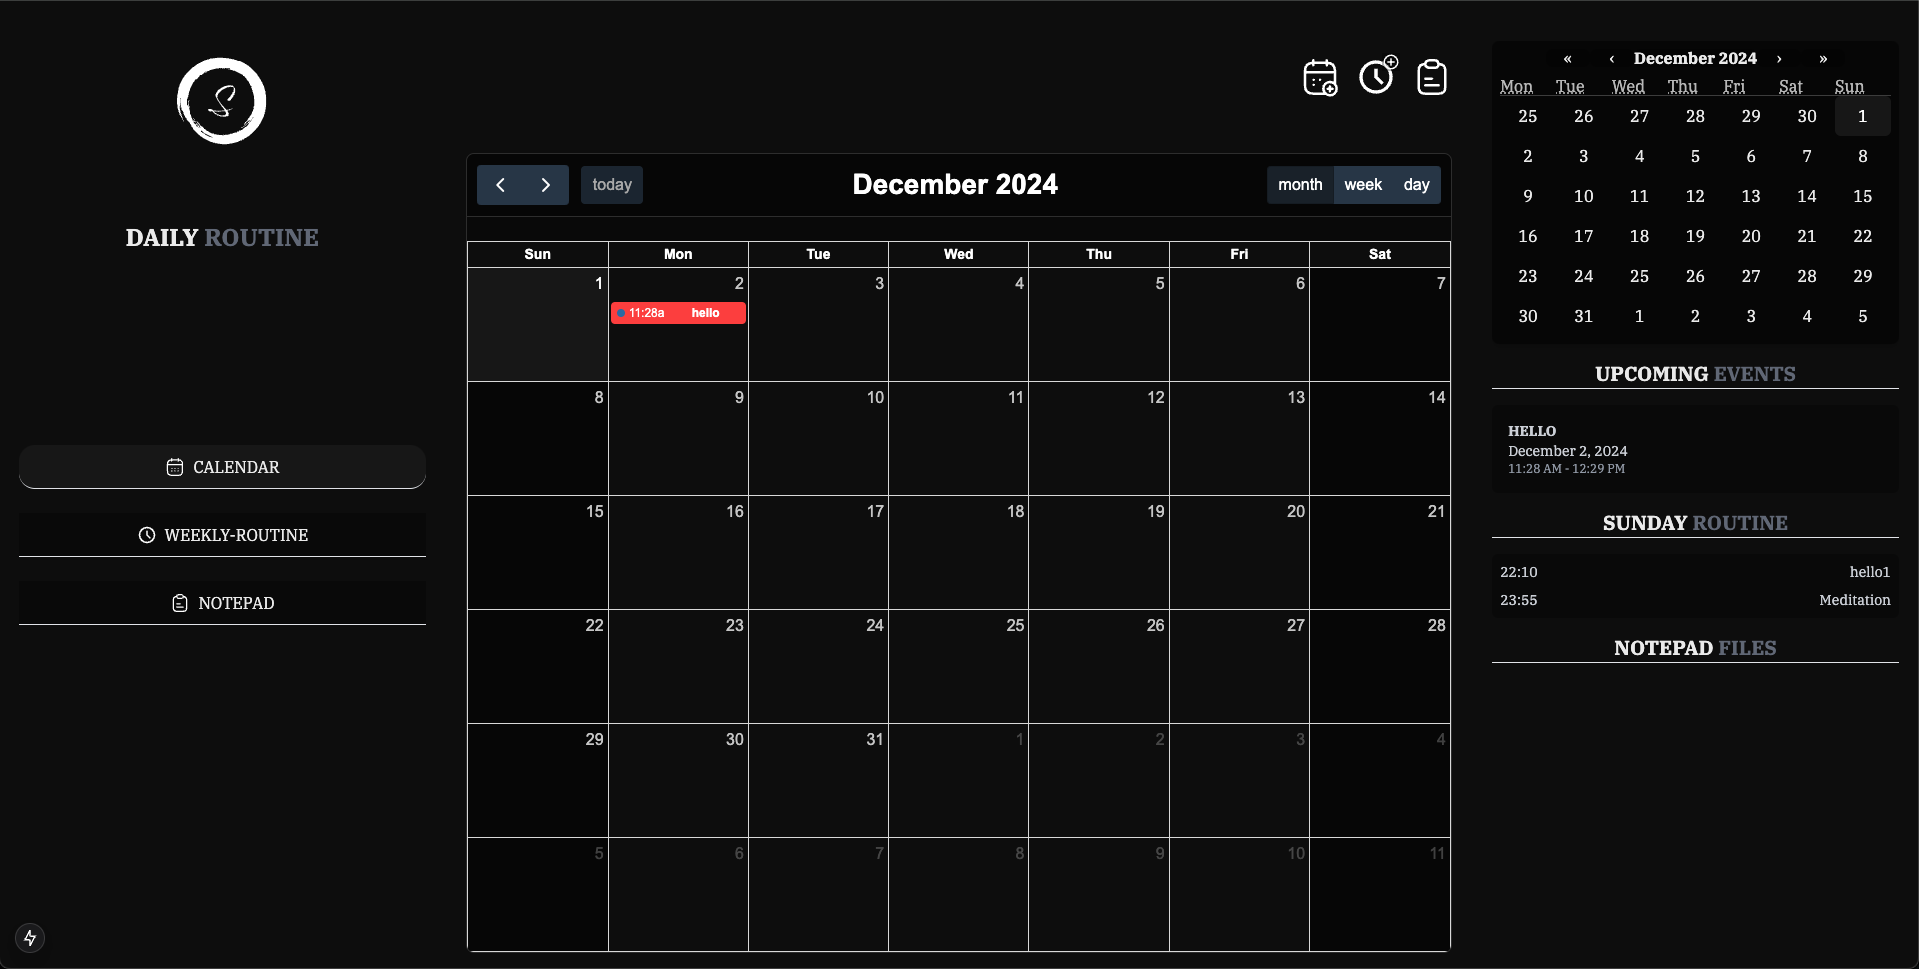 S
DAILY ROUTINE
CALENDAR
WEEKLY-ROUTINE
NOTEPAD
today
December 2024
month week day
Sun Mon Tue Wed Thu Fri Sat
1 2 3 4 5 6 7
11:28a hello
8 9 10 11 12 13 14
15 16 17 18 19 20 21
22 23 24 25 26 27 28
29 30 31 1 2 3 4
5 6 7 8 9 10 11
« ‹ December 2024 › »
Mon Tue Wed Thu Fri Sat Sun
25 26 27 28 29 30 1
2 3 4 5 6 7 8
9 10 11 12 13 14 15
16 17 18 19 20 21 22
23 24 25 26 27 28 29
30 31 1 2 3 4 5
UPCOMING EVENTS
HELLO
December 2, 2024
11:28 AM - 12:29 PM
SUNDAY ROUTINE
22:10 hello1
23:55 Meditation
NOTEPAD FILES